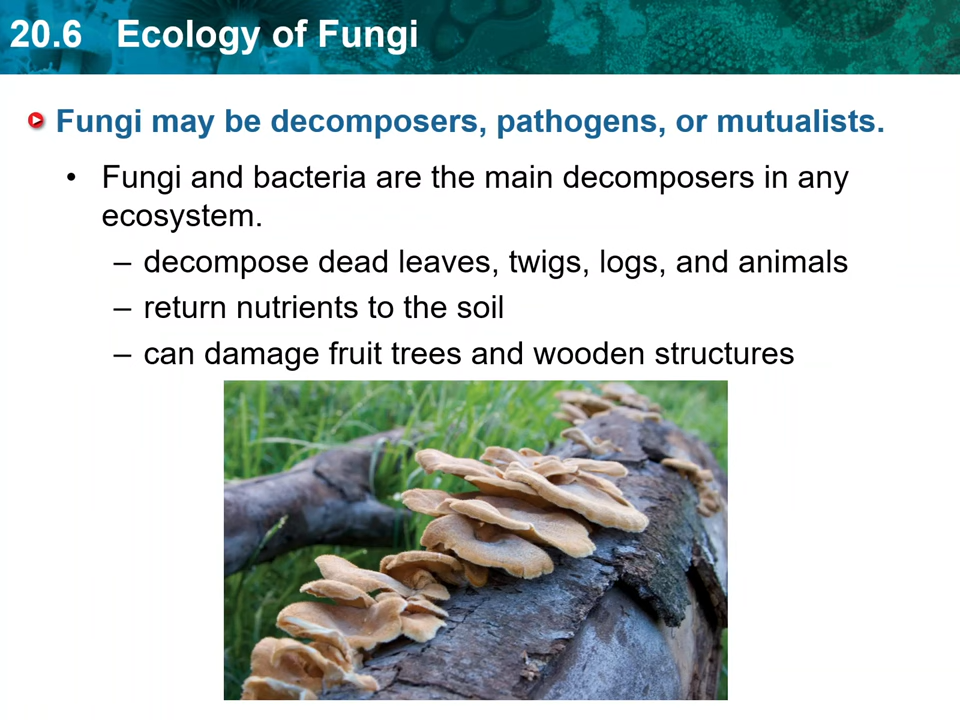 20.6 Ecology of Fungi
Fungi may be decomposers, pathogens, or mutualists.
• Fungi and bacteria are the main decomposers in any
ecosystem.
– decompose dead leaves, twigs, logs, and animals
– return nutrients to the soil
– can damage fruit trees and wooden structures